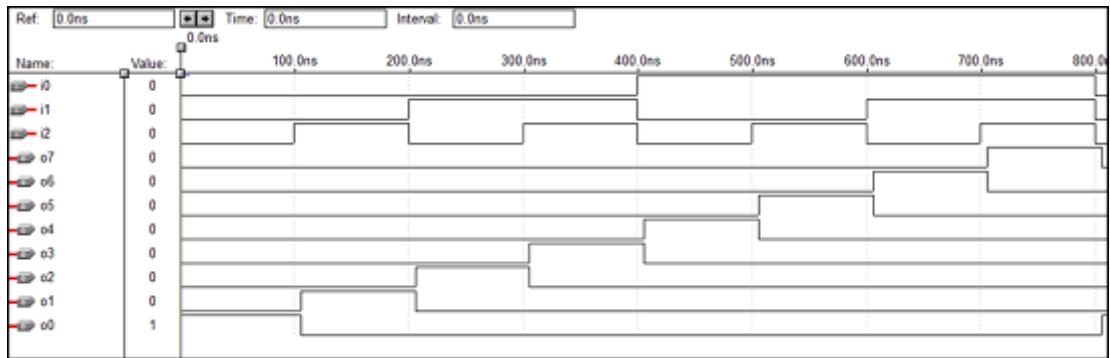 Ref: 0.0ns Time: 0.0ns Interval: 0.0ns
0.0ns
Name: Value: 100.0ns 200.0ns 300.0ns 400.0ns 500.0ns 600.0ns 700.0ns 800.0n
i0 0
i1 0
i2 0
o7 0
o6 0
o5 0
o4 0
o3 0
o2 0
o1 0
o0 1